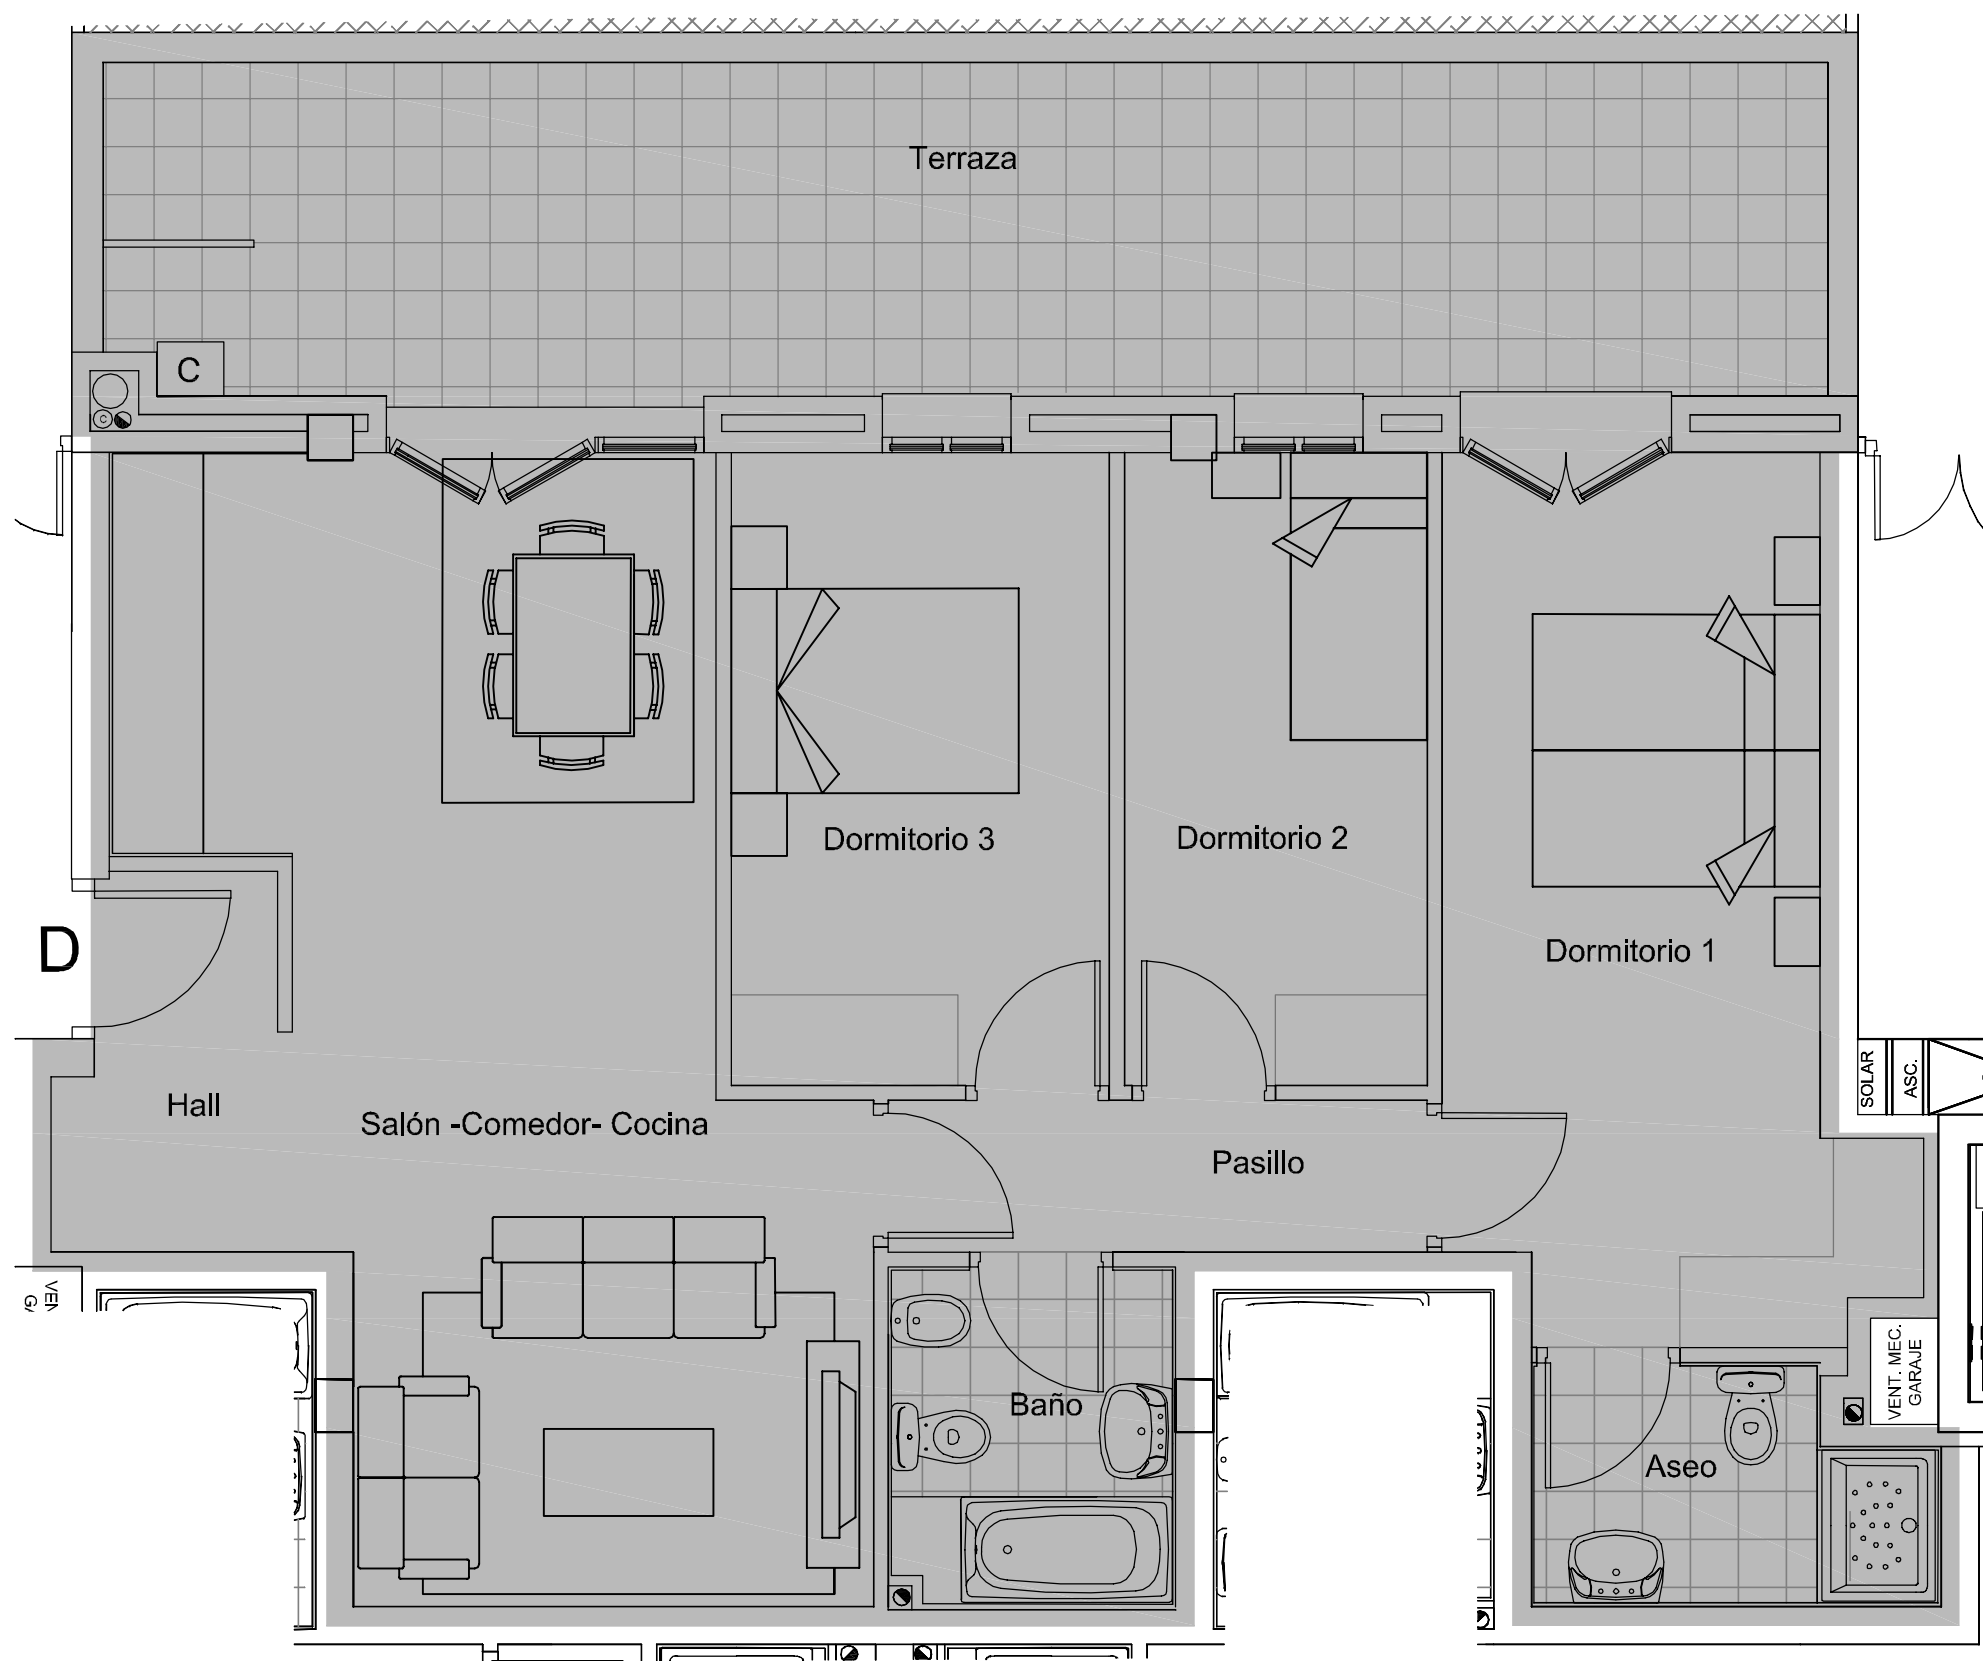 Terraza
C
Dormitorio 3
Dormitorio 2
Dormitorio 1
D
Hall
Salón -Comedor- Cocina
Pasillo
SOLAR
ASC.
VEN
G
Baño
Aseo
VENT. MEC.
GARAJE